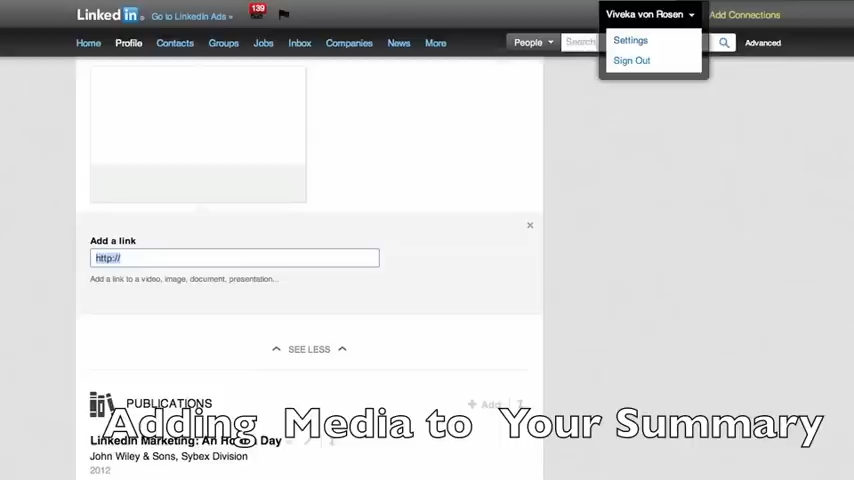 Linked in
Go to LinkedIn Ads »
139
Viveka von Rosen
Add Connections
Home Profile Contacts Groups Jobs Inbox Companies News More
People
Search
Advanced
Settings
Sign Out
Add a link
http://
Add a link to a video, image, document, presentation...
SEE LESS
PUBLICATIONS
Add
Adding Media to Your Summary
LinkedIn Marketing: An Ho Day
John Wiley & Sons, Sybex Division
2012